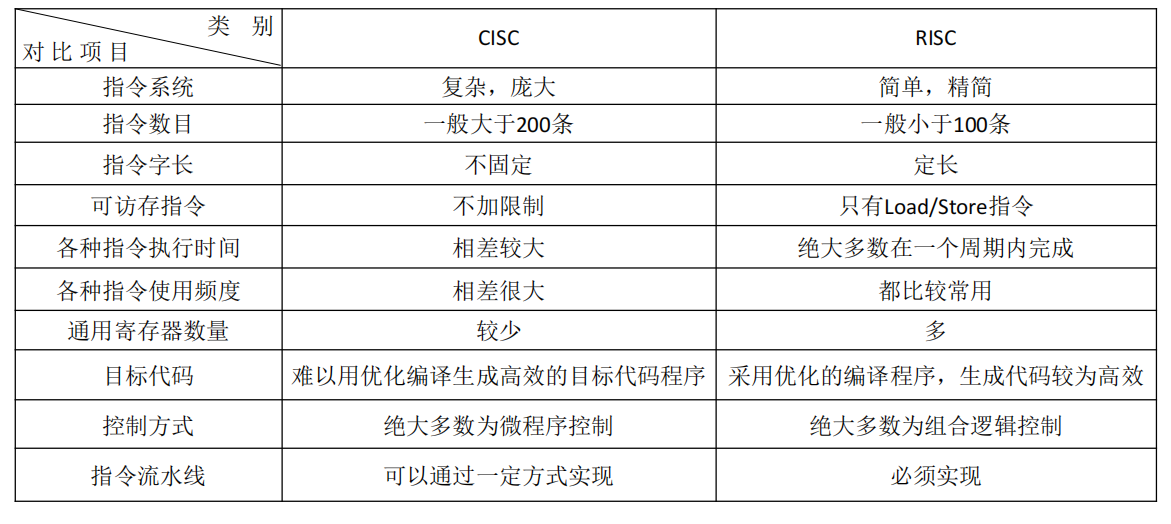 类 别
对比项目
CISC
RISC
指令系统
复杂，庞大
简单，精简
指令数目
一般大于200条
一般小于100条
指令字长
不固定
定长
可访存指令
不加限制
只有Load/Store指令
各种指令执行时间
相差较大
绝大多数在一个周期内完成
各种指令使用频度
相差很大
都比较常用
通用寄存器数量
较少
多
目标代码
难以用优化编译生成高效的目标代码程序
采用优化的编译程序，生成代码较为高效
控制方式
绝大多数为微程序控制
绝大多数为组合逻辑控制
指令流水线
可以通过一定方式实现
必须实现